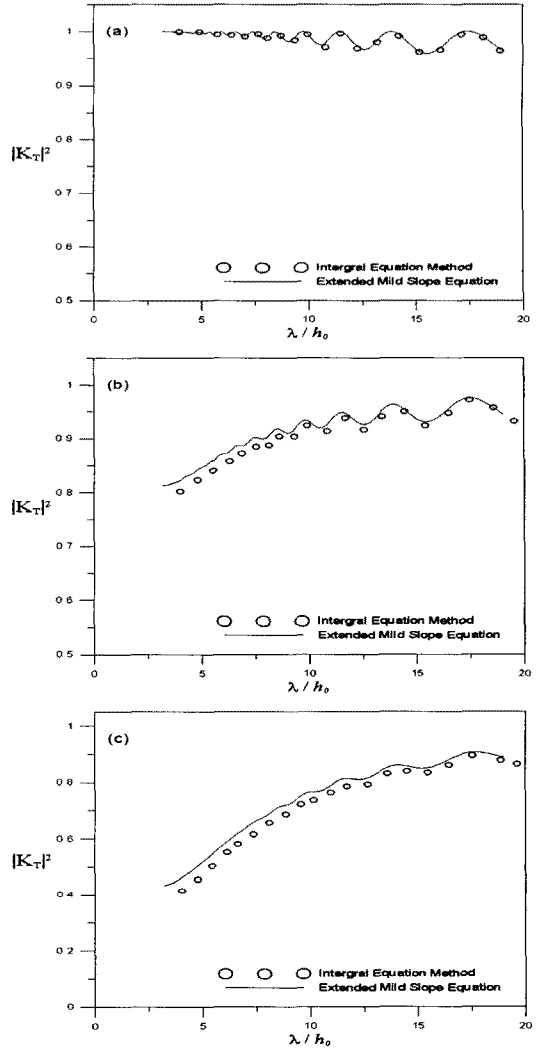 (a)
1
0.9
0.8
|K_T|²
0.7
0.6
0.5
Intergral Equation Method
Extended Mild Slope Equation
0 5 10 15 20
λ / h₀
(b)
1
0.9
0.8
|K_T|²
0.7
0.6
0.5
Intergral Equation Method
Extended Mild Slope Equation
0 5 10 15 20
λ / h₀
(c)
1
0.8
0.6
|K_T|²
0.4
0.2
0
Intergral Equation Method
Extended Mild Slope Equation
0 5 10 15 20
λ / h₀